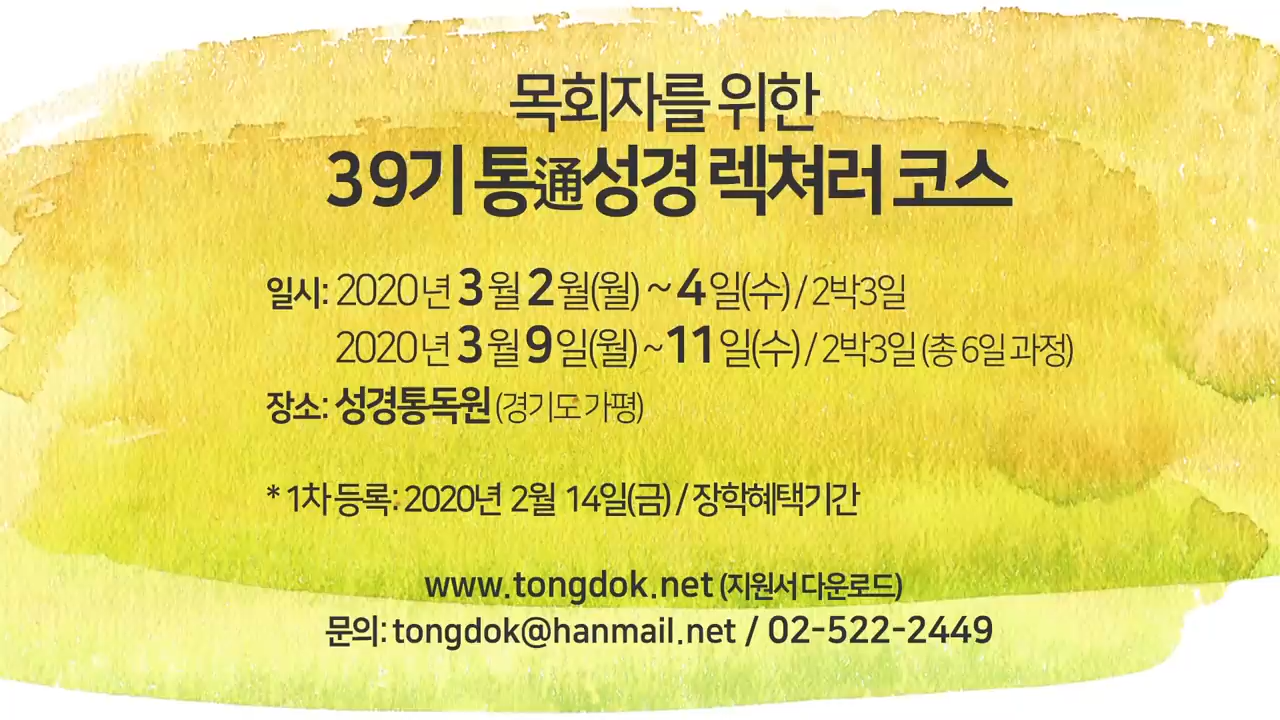 목회자를 위한
39기 통通성경 렉쳐러 코스
일시: 2020년 3월 2월(월) ~ 4일(수) / 2박3일
2020년 3월 9일(월) ~ 11일(수) / 2박3일 (총 6일 과정)
장소: 성경통독원 (경기도 가평)
* 1차 등록: 2020년 2월 14일(금) / 장학혜택기간
www.tongdok.net (지원서 다운로드)
문의: tongdok@hanmail.net / 02-522-2449